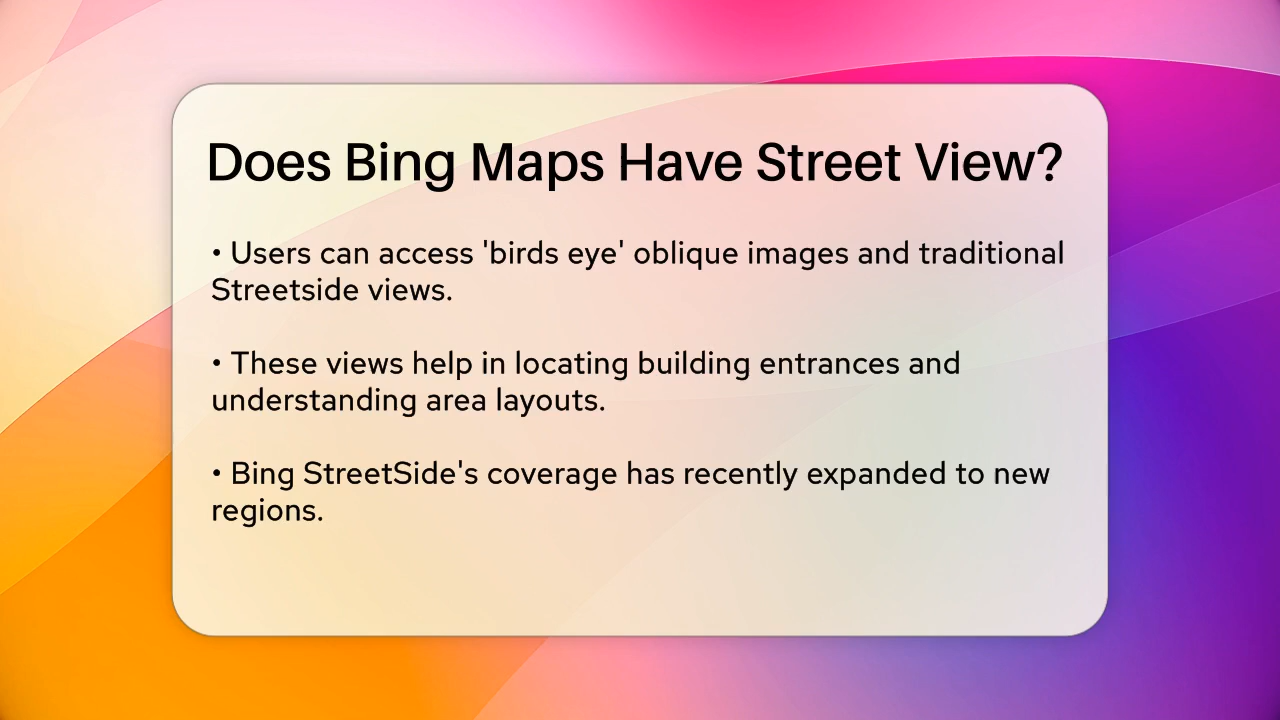 Does Bing Maps Have Street View?
• Users can access 'birds eye' oblique images and traditional
Streetside views.
• These views help in locating building entrances and
understanding area layouts.
• Bing StreetSide's coverage has recently expanded to new
regions.